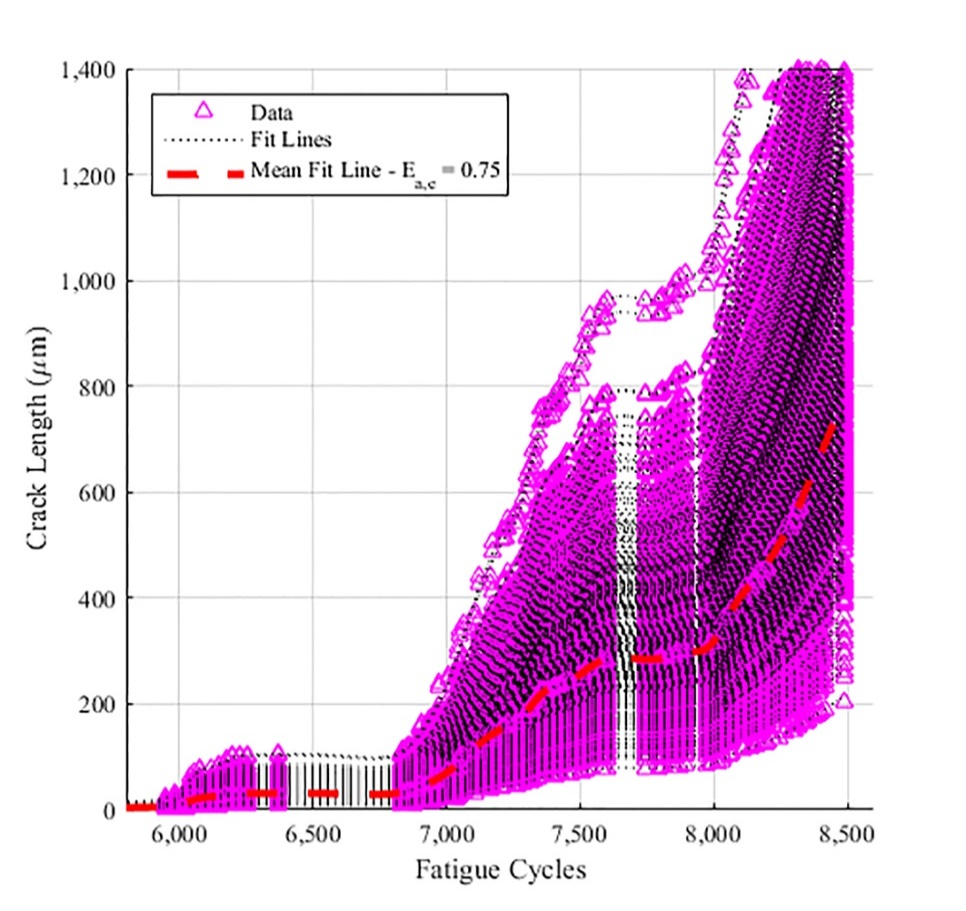 1,400
Data
Fit Lines
Mean Fit Line - E a,c = 0.75
1,200
1,000
800
600
400
200
0
6,000 6,500 7,000 7,500 8,000 8,500
Fatigue Cycles
Crack Length (μm)